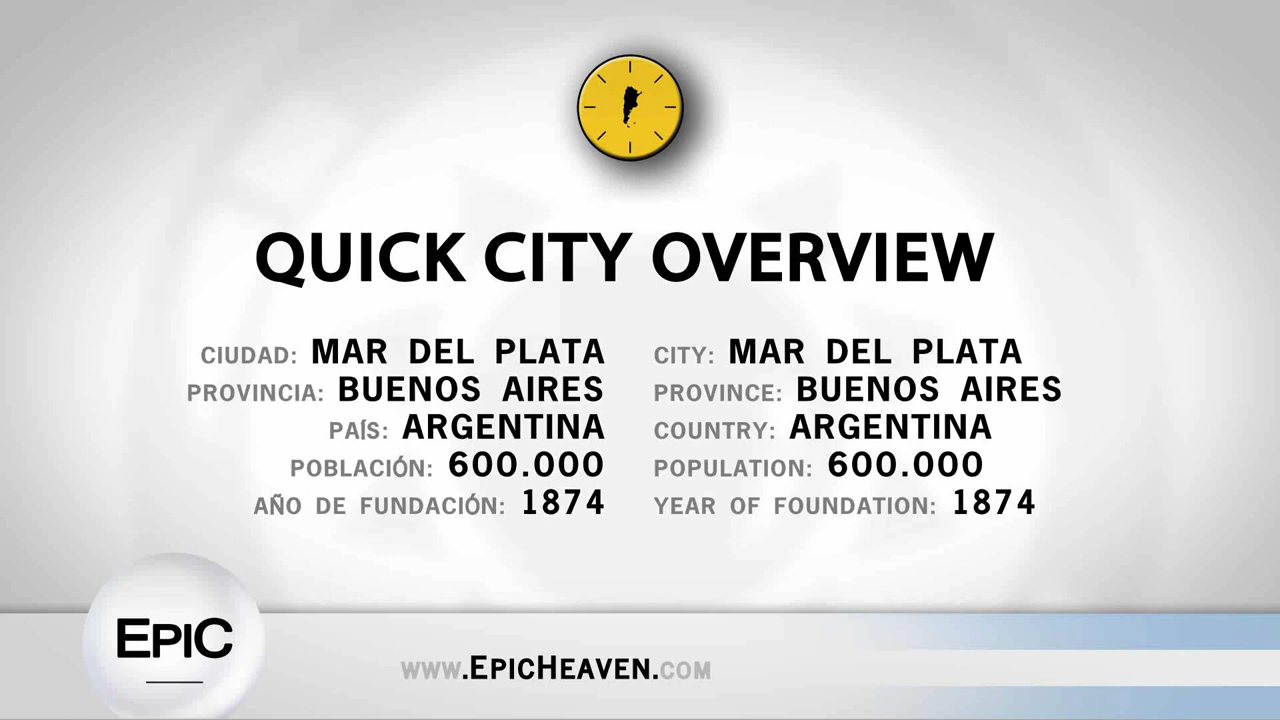 QUICK CITY OVERVIEW
CIUDAD: MAR DEL PLATA
PROVINCIA: BUENOS AIRES
PAÍS: ARGENTINA
POBLACIÓN: 600.000
AÑO DE FUNDACIÓN: 1874
CITY: MAR DEL PLATA
PROVINCE: BUENOS AIRES
COUNTRY: ARGENTINA
POPULATION: 600.000
YEAR OF FOUNDATION: 1874
EPIC
WWW.EPICHEAVEN.COM